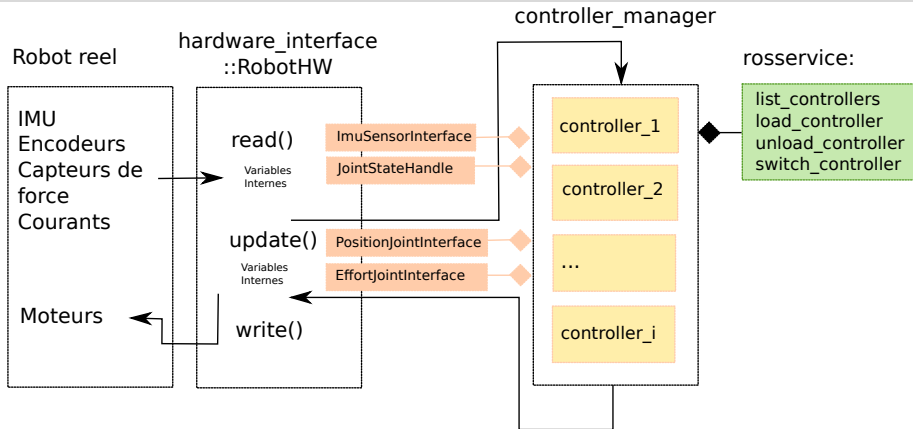 controller_manager
hardware_interface
::RobotHW
Robot reel
rosservice:
IMU
Encodeurs
Capteurs de
force
Courants
Moteurs
read()
Variables
Internes
update()
Variables
Internes
write()
ImuSensorInterface
JointStateHandle
PositionJointInterface
EffortJointInterface
controller_1
controller_2
...
controller_i
list_controllers
load_controller
unload_controller
switch_controller